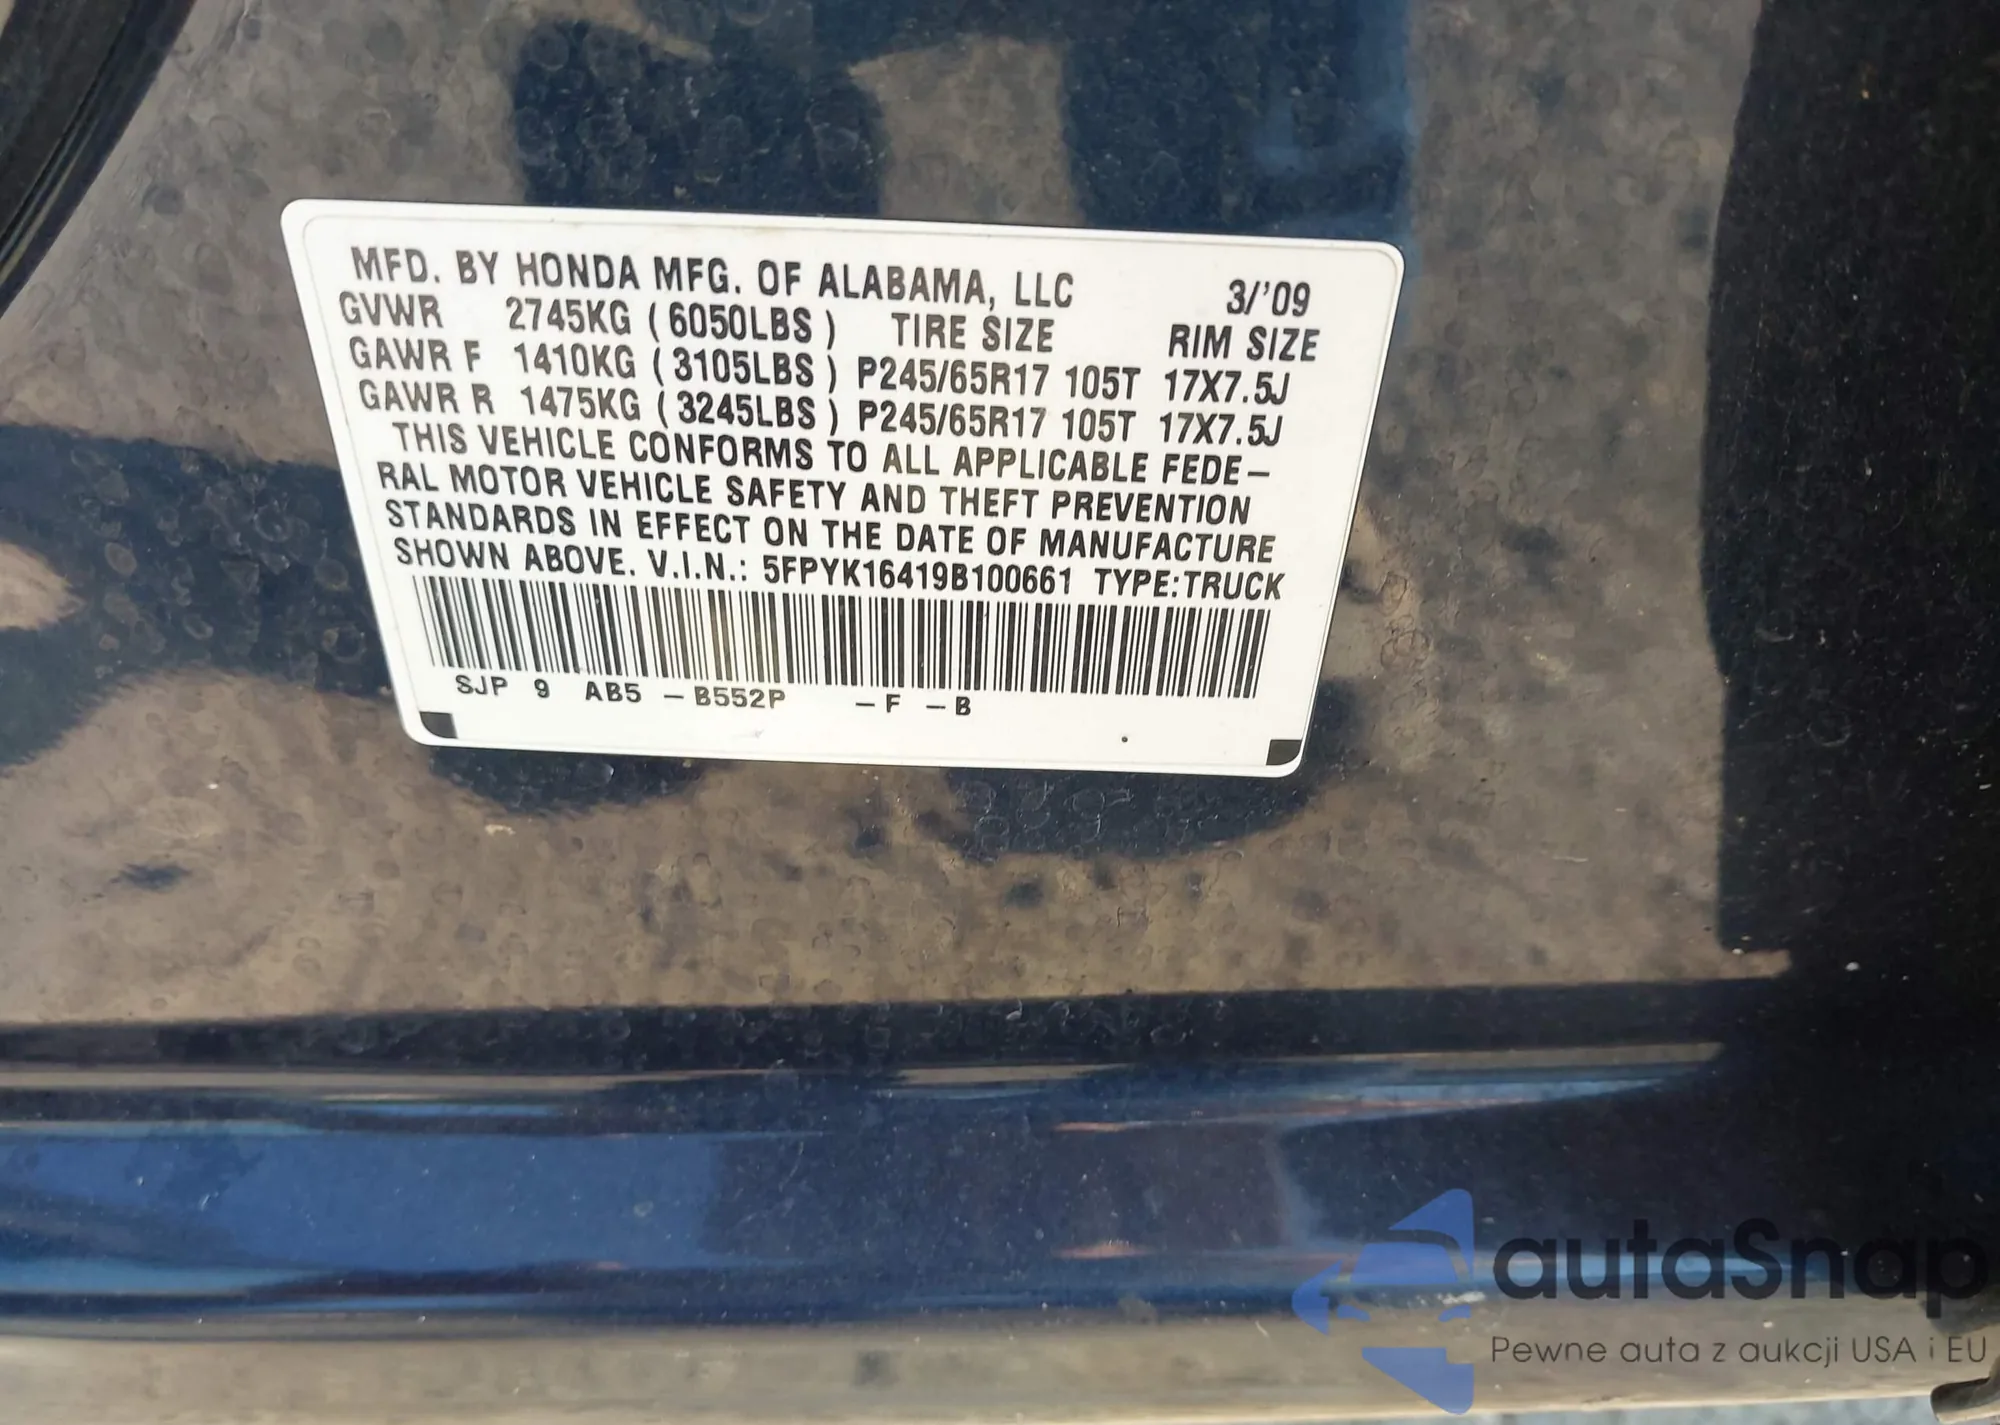 MFD. BY HONDA MFG. OF ALABAMA, LLC 3/'09
GVWR 2745KG (6050LBS) TIRE SIZE RIM SIZE
GAWR F 1410KG (3105LBS) P245/65R17 105T 17X7.5J
GAWR R 1475KG (3245LBS) P245/65R17 105T 17X7.5J
THIS VEHICLE CONFORMS TO ALL APPLICABLE FEDE-
RAL MOTOR VEHICLE SAFETY AND THEFT PREVENTION
STANDARDS IN EFFECT ON THE DATE OF MANUFACTURE
SHOWN ABOVE. V.I.N.: 5FPYK16419B100661 TYPE:TRUCK
SJP 9 AB5 -B552P -F -B
autaSnap
Pewne auta z aukcji USA i EU